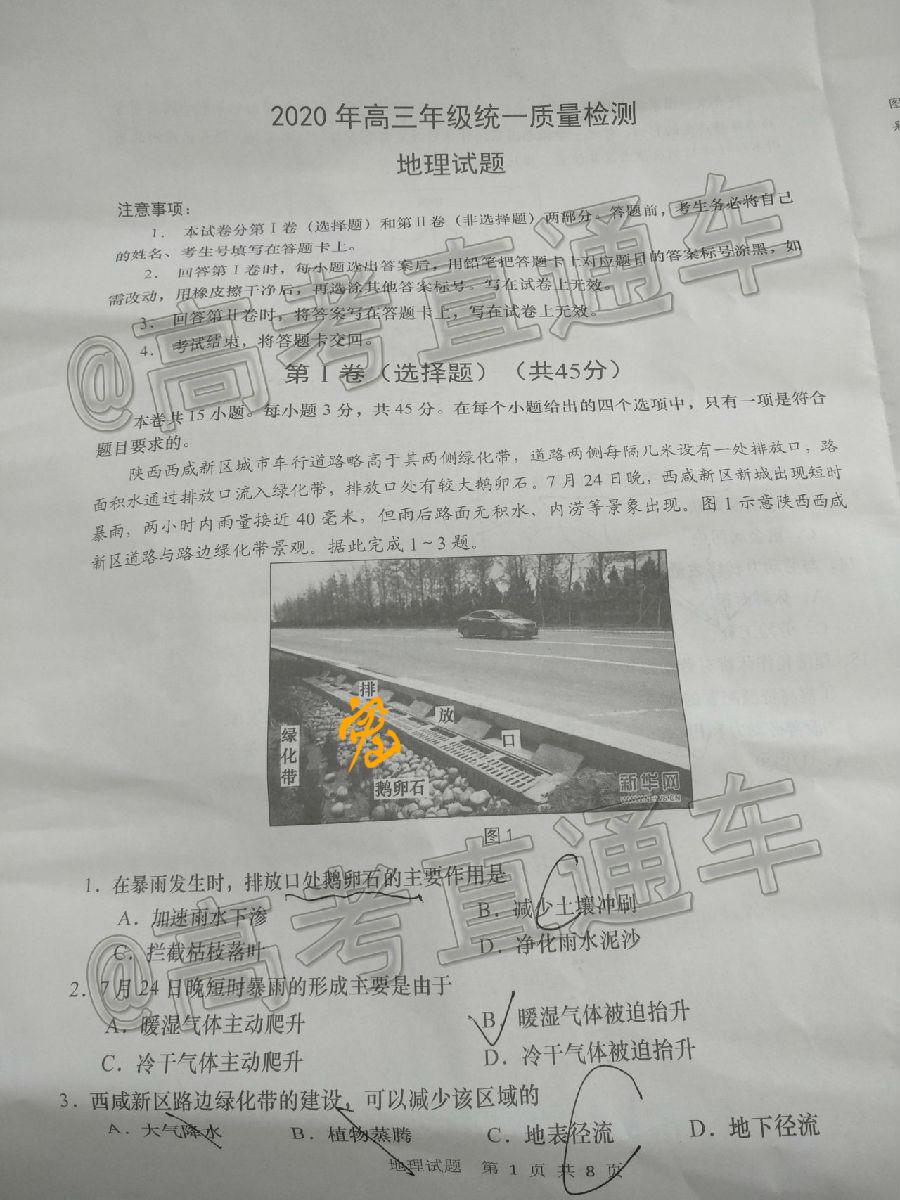 2020 年高三年级统一质量检测
地理试题
注意事项：
1． 本试卷分第Ⅰ卷（选择题）和第Ⅱ卷（非选择题）两部分。答题前，考生务必将自己
的姓名、考生号填写在答题卡上。
2． 回答第Ⅰ卷时，每小题选出答案后，用铅笔把答题卡上对应题目的答案标号涂黑，如
需改动，用橡皮擦干净后，再选涂其他答案标号。写在试卷上无效。
3． 回答第Ⅱ卷时，将答案写在答题卡上，写在试卷上无效。
4． 考试结束，将答题卡交回。
第Ⅰ卷（选择题）（共45分）
本卷共 15 小题。每小题 3 分，共 45 分。在每个小题给出的四个选项中，只有一项是符合
题目要求的。
陕西西咸新区城市车行道路略高于其两侧绿化带，道路两侧每隔几米设有一处排放口，路
面积水通过排放口流入绿化带，排放口处有较大鹅卵石。7 月 24 日晚，西咸新区新城出现短时
暴雨，两小时内雨量接近 40 毫米，但雨后路面无积水、内涝等景象出现。图 1 示意陕西西咸
新区道路与路边绿化带景观。据此完成 1～3 题。
排
放
口
绿
化
带
鹅卵石
新华网
图 1
1．在暴雨发生时，排放口处鹅卵石的主要作用是
A．加速雨水下渗 B．减少土壤冲刷
C．拦截枯枝落叶 D．净化雨水泥沙
2．7 月 24 日晚短时暴雨的形成主要是由于
A．暖湿气体主动爬升 B．暖湿气体被迫抬升
C．冷干气体主动爬升 D．冷干气体被迫抬升
3．西咸新区路边绿化带的建设，可以减少该区域的
A．大气降水 B．植物蒸腾 C．地表径流 D．地下径流
地理试题 第 1 页 共 8 页
@高考直通车
@高考直通车